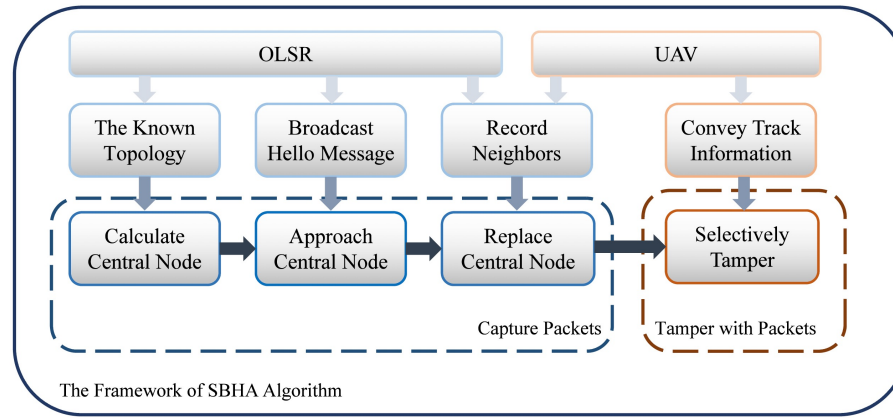 OLSR
UAV
The Known
Topology
Broadcast
Hello Message
Record
Neighbors
Convey Track
Information
Calculate
Central Node
Approach
Central Node
Replace
Central Node
Selectively
Tamper
Capture Packets
Tamper with Packets
The Framework of SBHA Algorithm